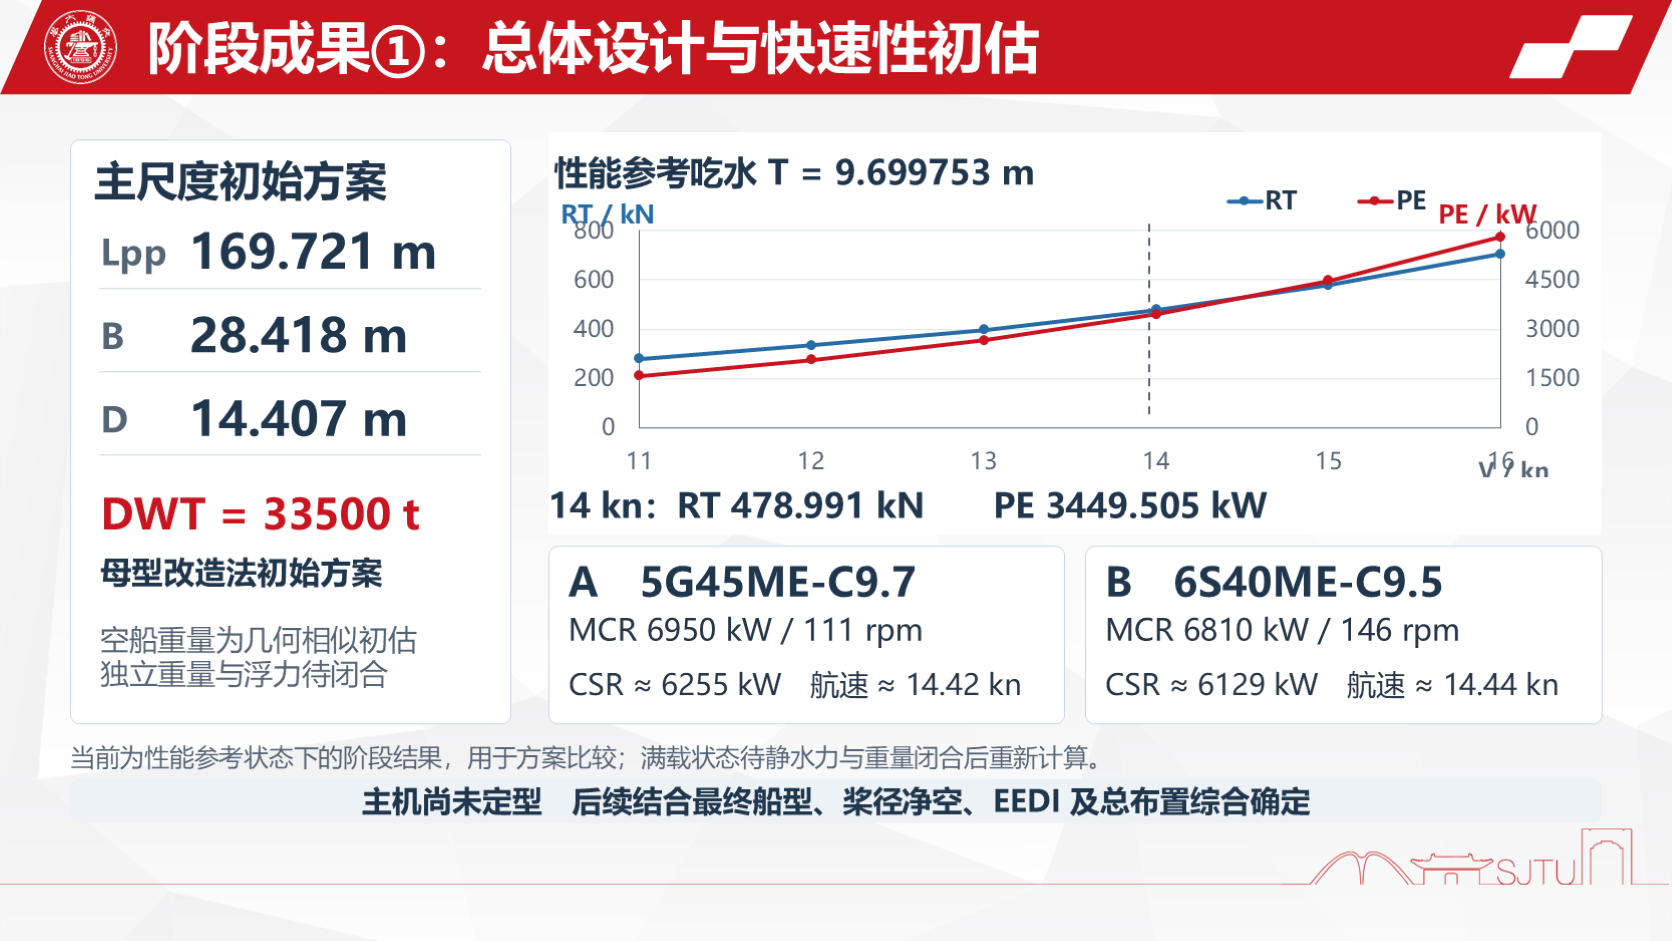 阶段成果①：总体设计与快速性初估
SHANGHAI JIAO TONG UNIVERSITY
主尺度初始方案
Lpp 169.721 m
B 28.418 m
D 14.407 m
DWT = 33500 t
母型改造法初始方案
空船重量为几何相似初估
独立重量与浮力待闭合
性能参考吃水 T = 9.699753 m
RT / kN
RT PE
PE / kW
800 6000
600 4500
400 3000
200 1500
0 0
11 12 13 14 15 16
V / kn
14 kn：RT 478.991 kN PE 3449.505 kW
A 5G45ME-C9.7
MCR 6950 kW / 111 rpm
CSR ≈ 6255 kW 航速 ≈ 14.42 kn
B 6S40ME-C9.5
MCR 6810 kW / 146 rpm
CSR ≈ 6129 kW 航速 ≈ 14.44 kn
当前为性能参考状态下的阶段结果，用于方案比较；满载状态待静水力与重量闭合后重新计算。
主机尚未定型 后续结合最终船型、桨径净空、EEDI 及总布置综合确定
SJTU